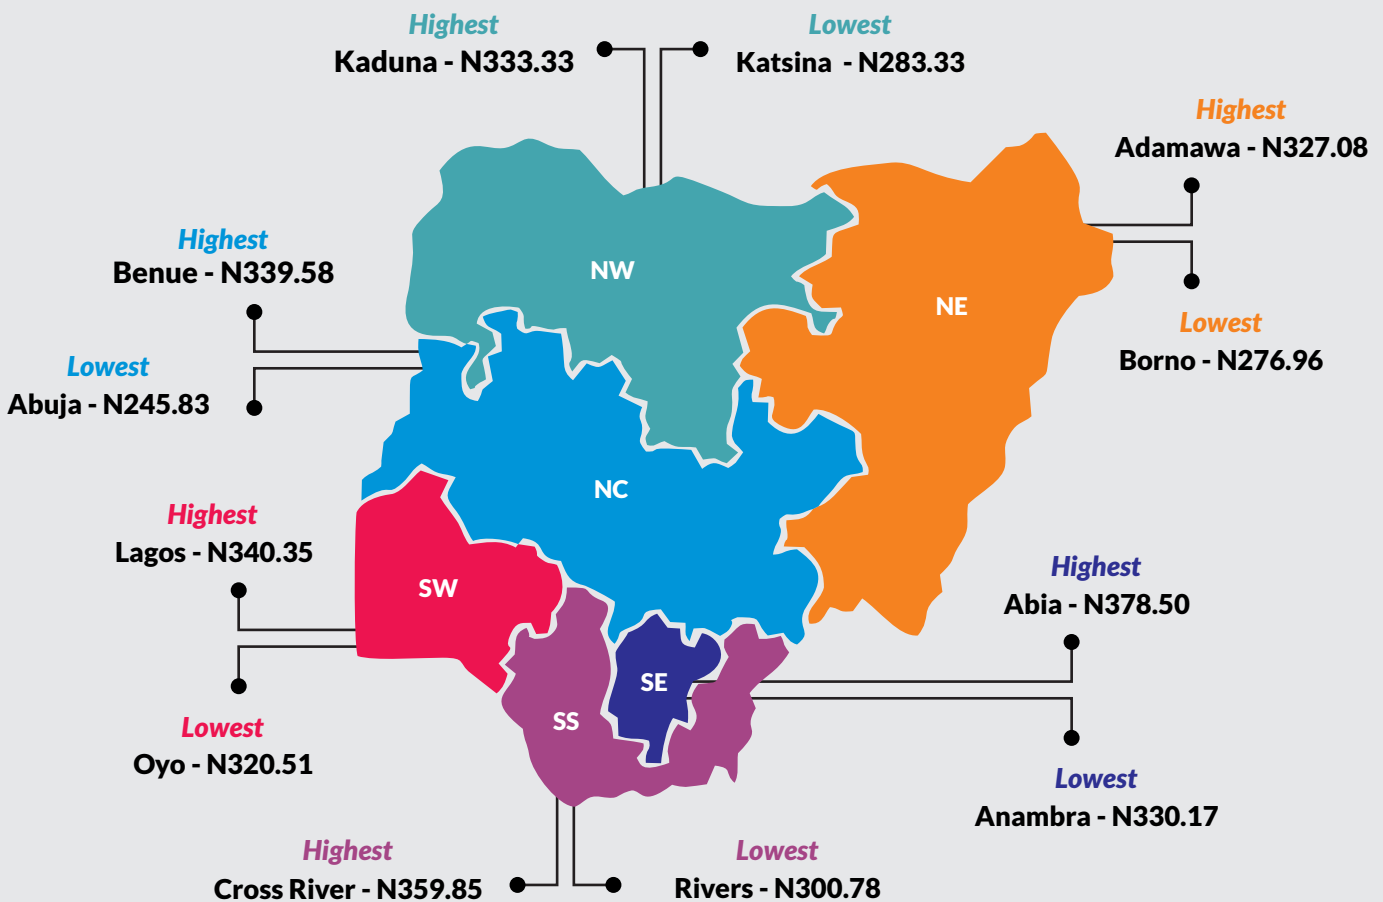 Highest
Kaduna - N333.33
Lowest
Katsina - N283.33
Highest
Adamawa - N327.08
Lowest
Borno - N276.96
Highest
Benue - N339.58
Lowest
Abuja - N245.83
NW
NE
NC
SW
SE
SS
Highest
Lagos - N340.35
Lowest
Oyo - N320.51
Highest
Abia - N378.50
Lowest
Anambra - N330.17
Highest
Cross River - N359.85
Lowest
Rivers - N300.78